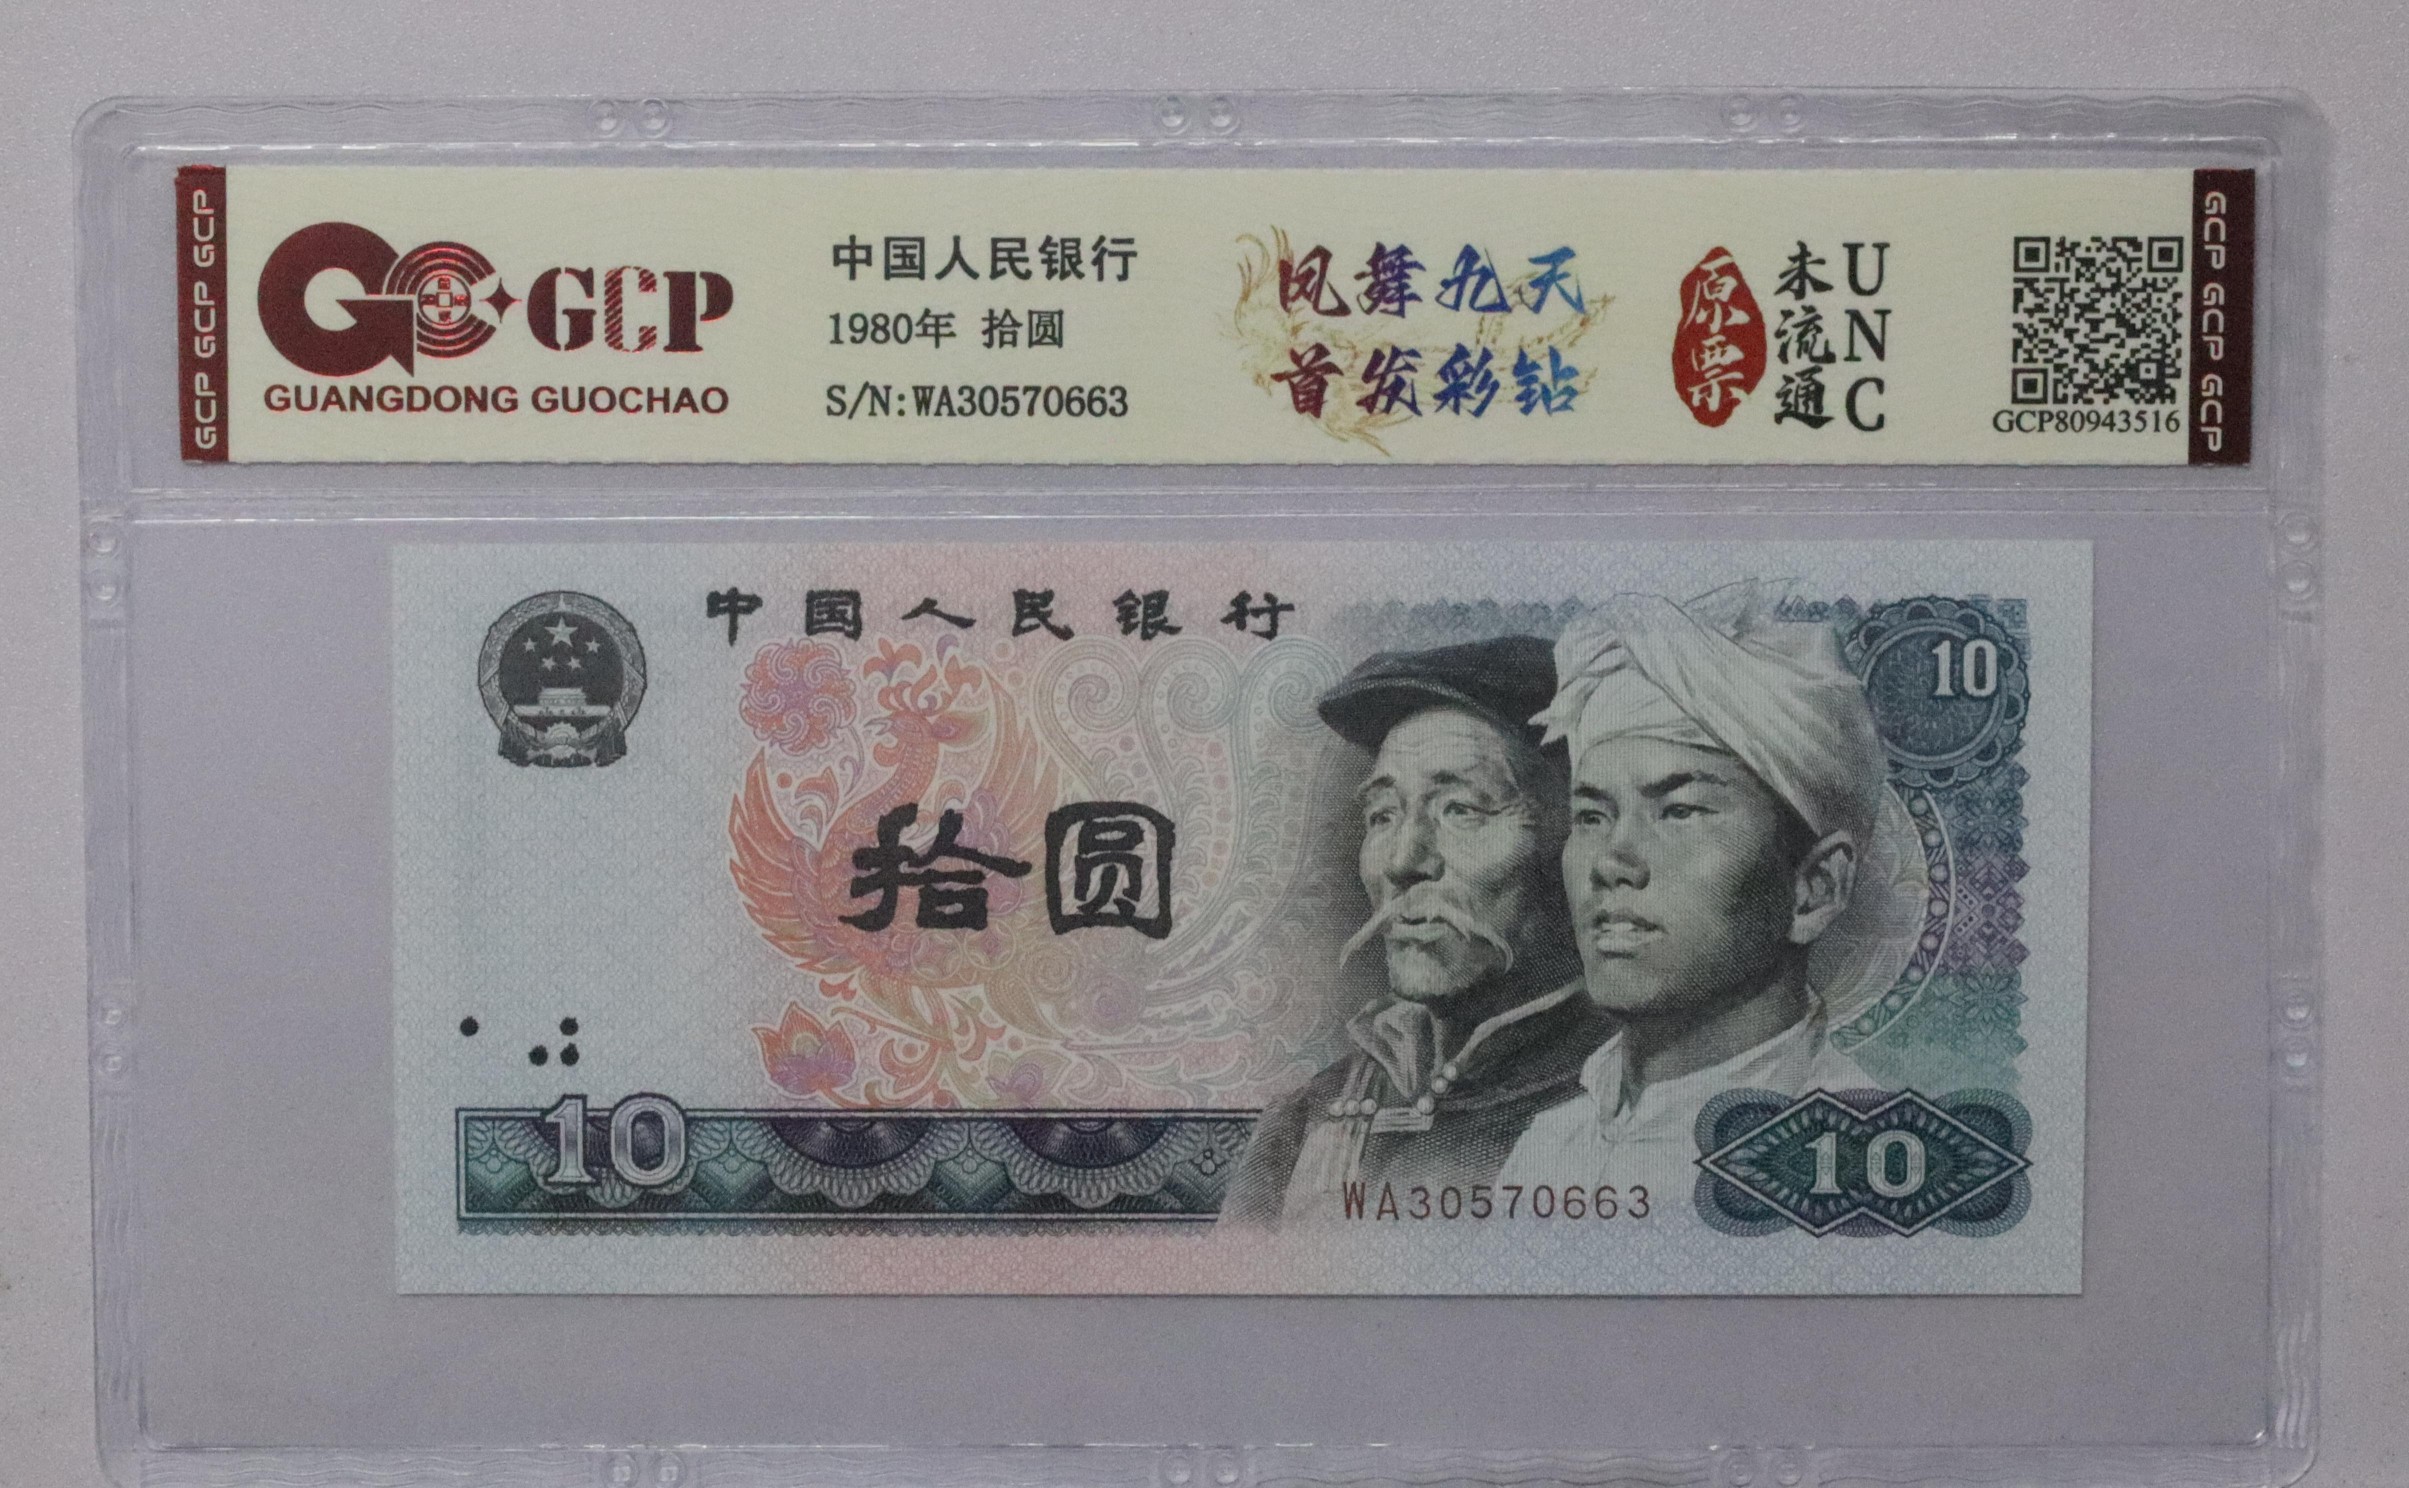 GCP GCP GCP
GCP
GUANGDONG GUOCHAO
中国人民银行
1980年 拾圆
S/N:WA30570663
凤舞九天
首发彩钻
原票
未流通
UNC
GCP80943516
GCP GCP GCP
中国人民银行
10
拾圆
10
WA30570663
10